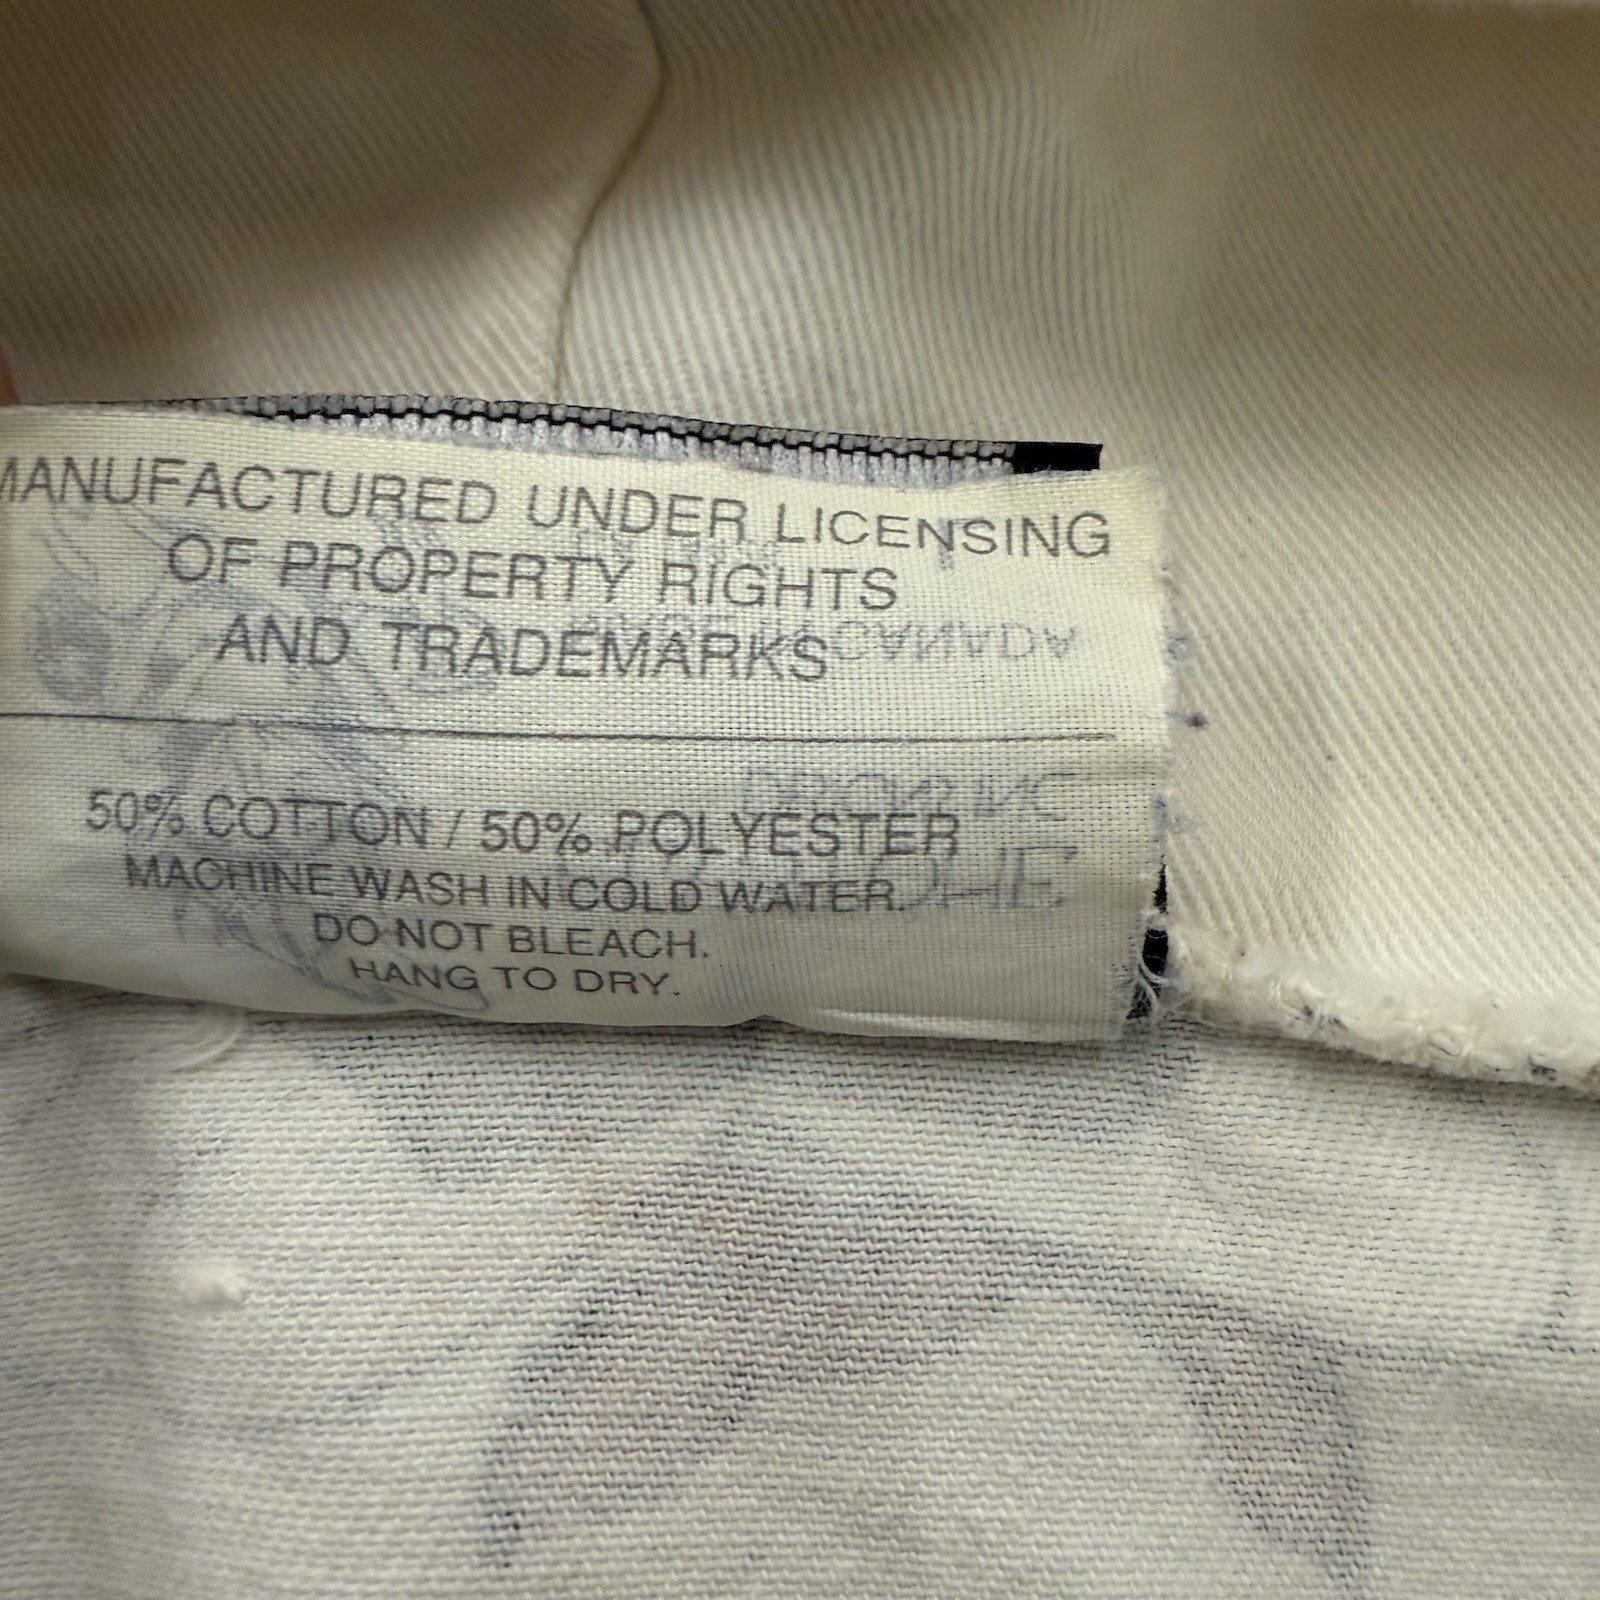 MANUFACTURED UNDER LICENSING
OF PROPERTY RIGHTS
AND TRADEMARKS
CANADA
50% COTTON / 50% POLYESTER
MACHINE WASH IN COLD WATER.
DO NOT BLEACH.
HANG TO DRY.